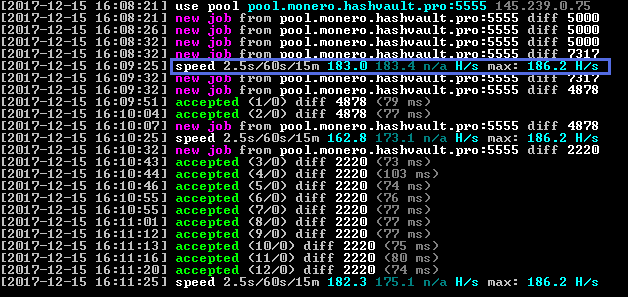 [2017-12-15 16:08:21] use pool pool.monero.hashvault.pro:5555 145.239.0.75
[2017-12-15 16:08:21] new job from pool.monero.hashvault.pro:5555 diff 5000
[2017-12-15 16:08:26] new job from pool.monero.hashvault.pro:5555 diff 5000
[2017-12-15 16:08:32] new job from pool.monero.hashvault.pro:5555 diff 5000
[2017-12-15 16:08:32] new job from pool.monero.hashvault.pro:5555 diff 7317
[2017-12-15 16:09:25] speed 2.5s/60s/15m 183.0 183.4 n/a H/s max: 186.2 H/s
[2017-12-15 16:09:32] new job from pool.monero.hashvault.pro:5555 diff 7317
[2017-12-15 16:09:32] new job from pool.monero.hashvault.pro:5555 diff 4878
[2017-12-15 16:09:51] accepted (1/0) diff 4878 (79 ms)
[2017-12-15 16:10:04] accepted (2/0) diff 4878 (77 ms)
[2017-12-15 16:10:07] new job from pool.monero.hashvault.pro:5555 diff 4878
[2017-12-15 16:10:25] speed 2.5s/60s/15m 162.8 173.1 n/a H/s max: 186.2 H/s
[2017-12-15 16:10:32] new job from pool.monero.hashvault.pro:5555 diff 2220
[2017-12-15 16:10:43] accepted (3/0) diff 2220 (73 ms)
[2017-12-15 16:10:44] accepted (4/0) diff 2220 (103 ms)
[2017-12-15 16:10:46] accepted (5/0) diff 2220 (74 ms)
[2017-12-15 16:10:55] accepted (6/0) diff 2220 (76 ms)
[2017-12-15 16:10:55] accepted (7/0) diff 2220 (77 ms)
[2017-12-15 16:11:01] accepted (8/0) diff 2220 (77 ms)
[2017-12-15 16:11:12] accepted (9/0) diff 2220 (77 ms)
[2017-12-15 16:11:13] accepted (10/0) diff 2220 (75 ms)
[2017-12-15 16:11:16] accepted (11/0) diff 2220 (80 ms)
[2017-12-15 16:11:20] accepted (12/0) diff 2220 (74 ms)
[2017-12-15 16:11:25] speed 2.5s/60s/15m 182.3 175.1 n/a H/s max: 186.2 H/s